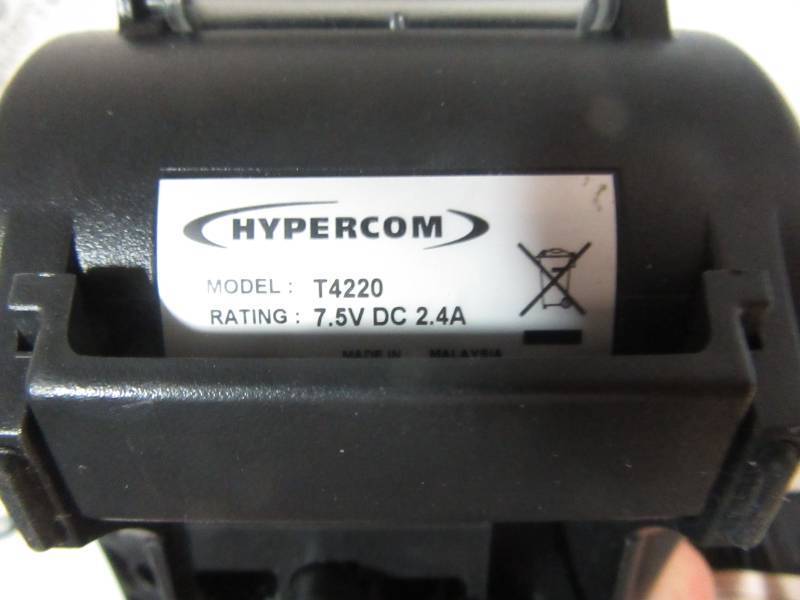 HYPERCOM
MODEL : T4220
RATING : 7.5V DC 2.4A
MADE IN : MALAYSIA